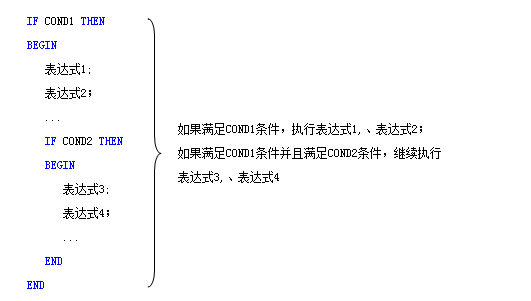 IF COND1 THEN
BEGIN
表达式1;
表达式2;
...
IF COND2 THEN
BEGIN
表达式3;
表达式4;
...
END
END
如果满足COND1条件，执行表达式1,、表达式2;
如果满足COND1条件并且满足COND2条件，继续执行
表达式3,、表达式4